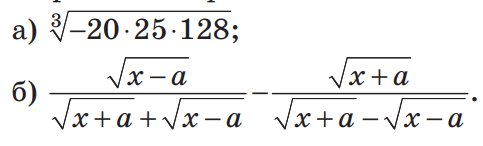 а) ∛(−20·25·128);
б) √(x−a)/(√(x+a)+√(x−a)) − √(x+a)/(√(x+a)−√(x−a)).